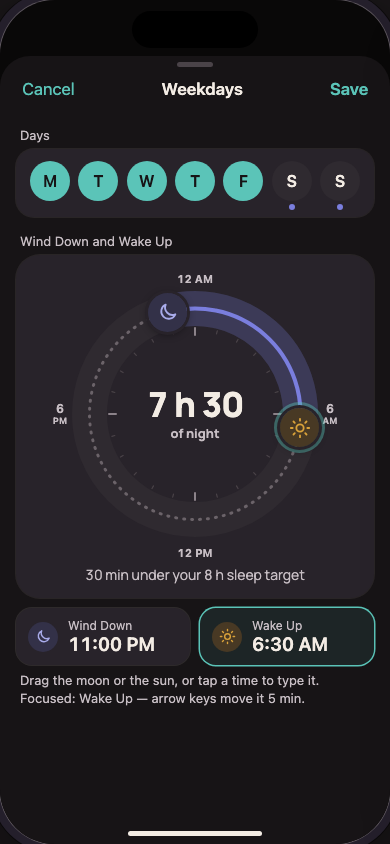 Cancel
Weekdays
Save
Days
M T W T F S S
Wind Down and Wake Up
12 AM
6 PM
7 h 30
of night
6 AM
12 PM
30 min under your 8 h sleep target
Wind Down
11:00 PM
Wake Up
6:30 AM
Drag the moon or the sun, or tap a time to type it.
Focused: Wake Up — arrow keys move it 5 min.